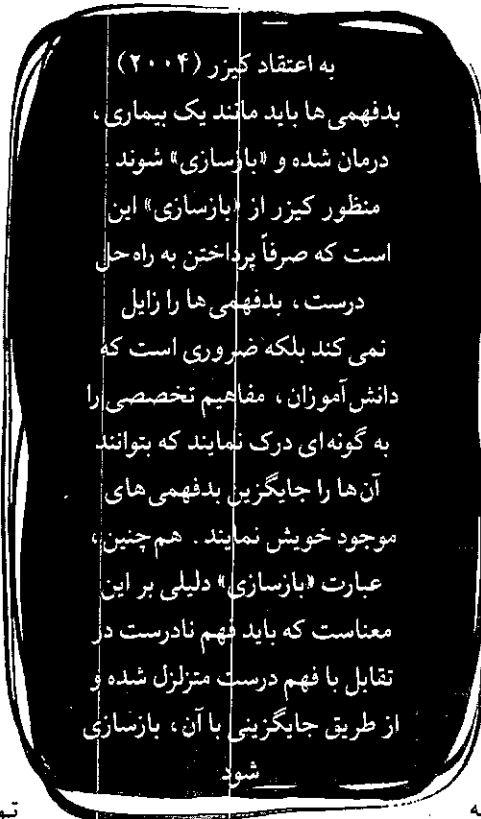 به اعتقاد کیزر (۲۰۰۴)
بدفهمی‌ها باید مانند یک بیماری،
درمان شده و «بازسازی» شوند.
منظور کیزر از «بازسازی» این
است که صرفاً پرداختن به راه‌حل
درست، بدفهمی‌ها را زایل
نمی‌کند بلکه ضروری است که
دانش‌آموزان، مفاهیم تخصصی را
به گونه‌ای درک نمایند که بتوانند
آن‌ها را جایگزین بدفهمی‌های
موجود خویش نمایند. هم‌چنین،
عبارت «بازسازی» دلیلی بر این
معناست که باید فهم نادرست در
تقابل با فهم درست متزلزل شده و
از طریق جایگزینی با آن، بازسازی
شود